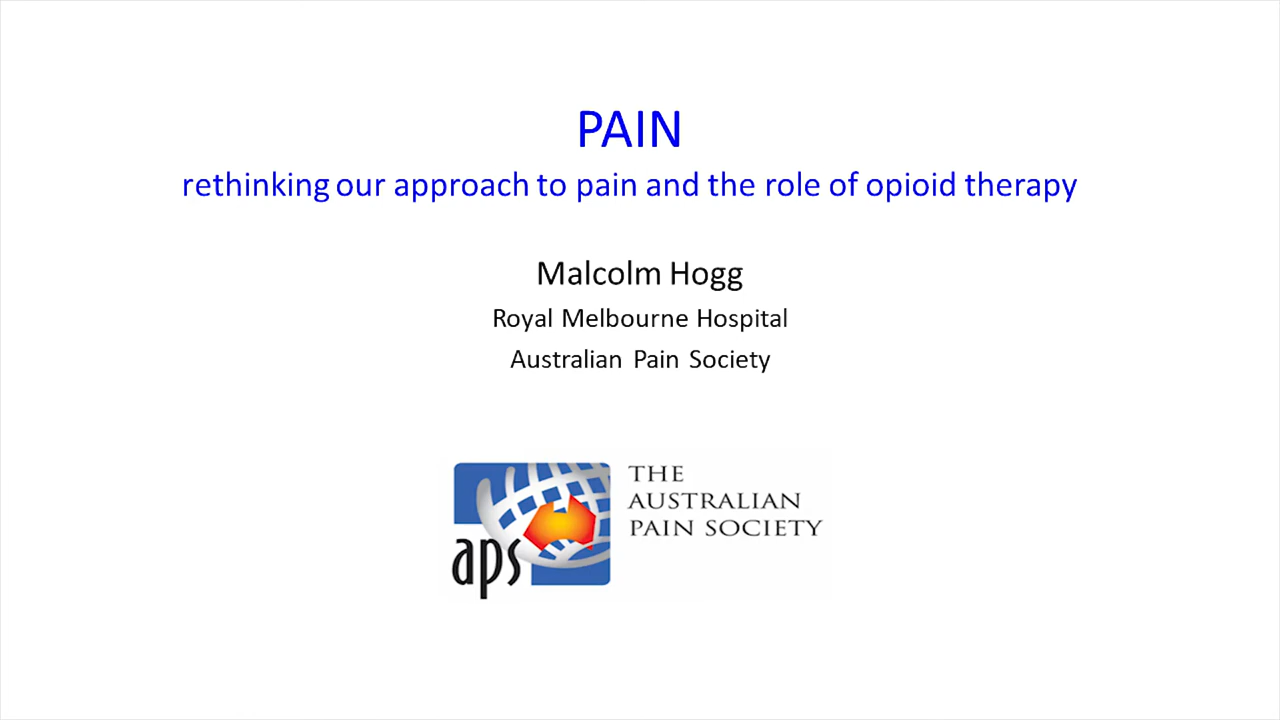 PAIN
rethinking our approach to pain and the role of opioid therapy
Malcolm Hogg
Royal Melbourne Hospital
Australian Pain Society
THE
AUSTRALIAN
PAIN SOCIETY
aps